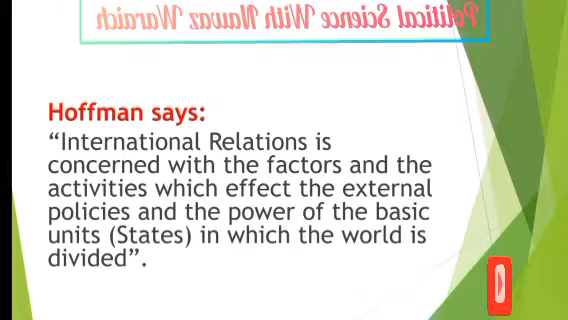 Political Science With Nawaz Waraich
Hoffman says:
“International Relations is
concerned with the factors and the
activities which effect the external
policies and the power of the basic
units (States) in which the world is
divided”.